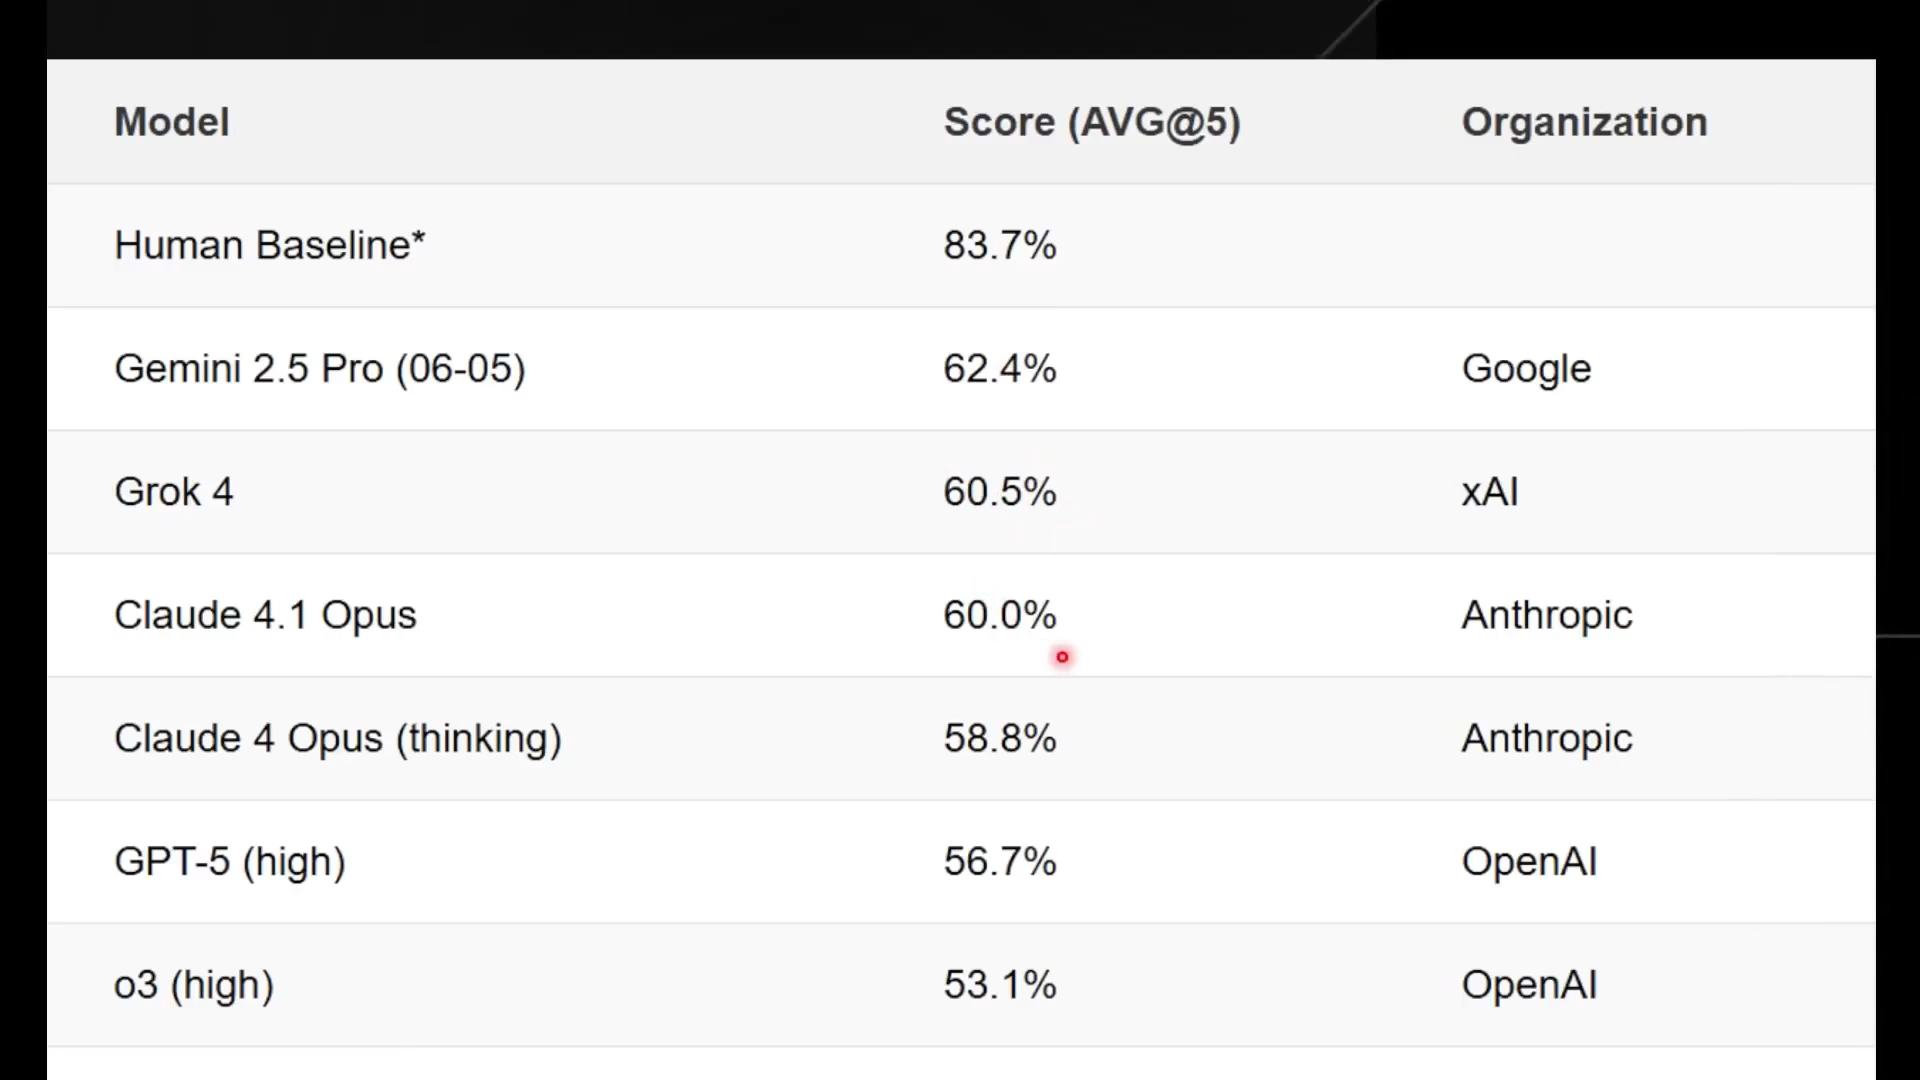 Model Score (AVG@5) Organization
Human Baseline* 83.7%
Gemini 2.5 Pro (06-05) 62.4% Google
Grok 4 60.5% xAI
Claude 4.1 Opus 60.0% Anthropic
Claude 4 Opus (thinking) 58.8% Anthropic
GPT-5 (high) 56.7% OpenAI
o3 (high) 53.1% OpenAI